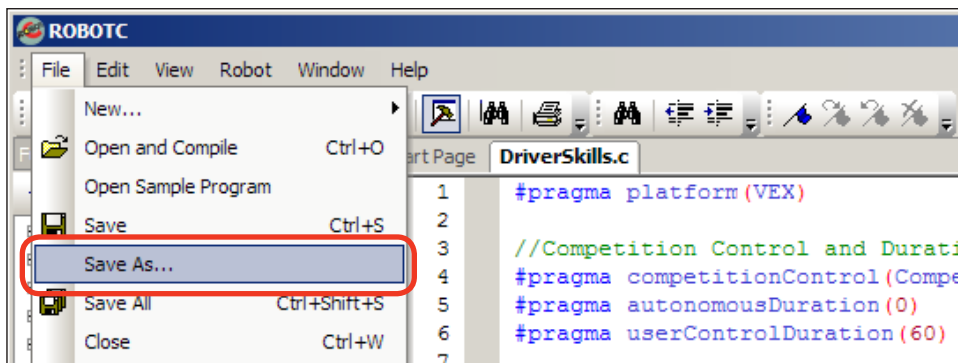 ROBOTC
File Edit View Robot Window Help
New...
Open and Compile Ctrl+O
Open Sample Program
Save Ctrl+S
Save As...
Save All Ctrl+Shift+S
Close Ctrl+W
art Page DriverSkills.c
1 #pragma platform(VEX)
2
3 //Competition Control and Durati
4 #pragma competitionControl(Compe
5 #pragma autonomousDuration(0)
6 #pragma userControlDuration(60)
7